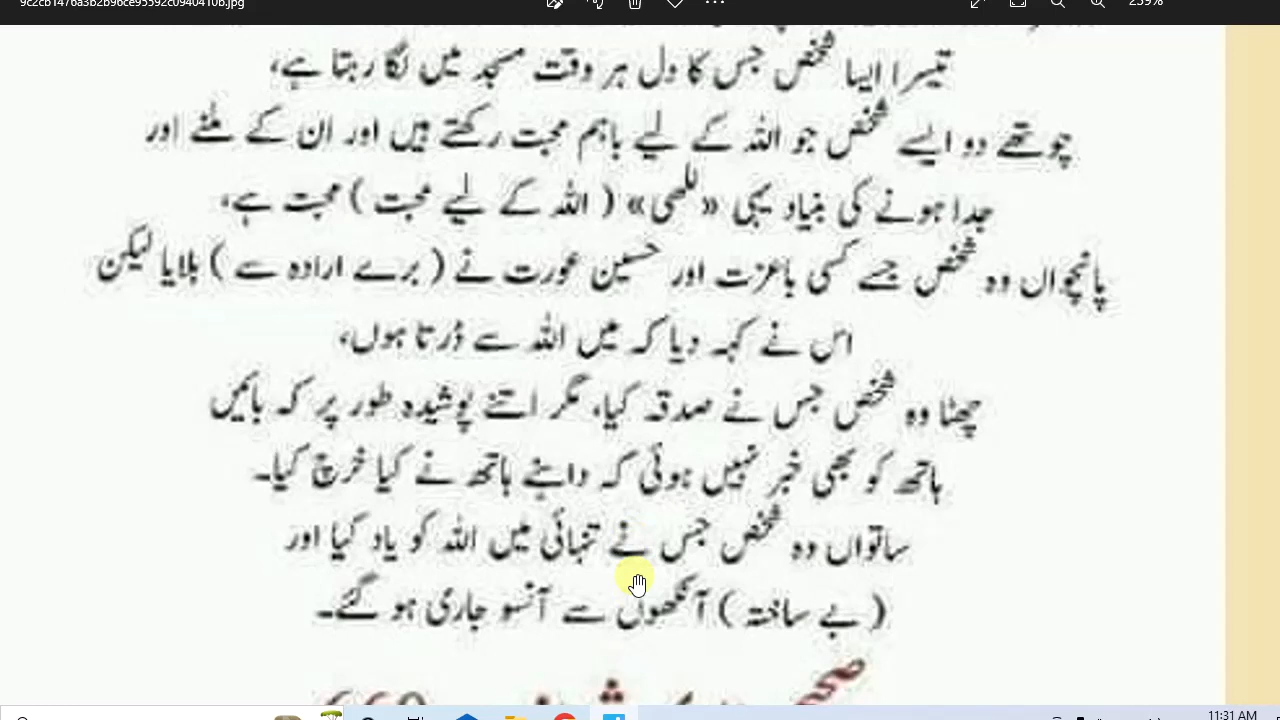 9c2cb1476a3b2b96ce95592c0940410b.jpg
239%
تیسرا ایسا شخص جس کا دل ہر وقت مسجد میں لگا رہتا ہے،
چوتھے دو ایسے شخص جو اللہ کے لیے باہم محبت رکھتے ہیں اور ان کے ملنے اور
جدا ہونے کی بنیاد یہی «للھی» ( اللہ کے لیے محبت ) محبت ہے،
پانچواں وہ شخص جسے کسی باعزت اور حسین عورت نے ( برے ارادہ سے ) بلایا لیکن
اس نے کہہ دیا کہ میں اللہ سے ڈرتا ہوں،
چھٹا وہ شخص جس نے صدقہ کیا، مگر اتنے پوشیدہ طور پر کہ بائیں
ہاتھ کو بھی خبر نہیں ہوئی کہ داہنے ہاتھ نے کیا خرچ کیا۔
ساتواں وہ شخص جس نے تنہائی میں اللہ کو یاد کیا اور
( بے ساختہ ) آنکھوں سے آنسو جاری ہو گئے۔
11:31 AM